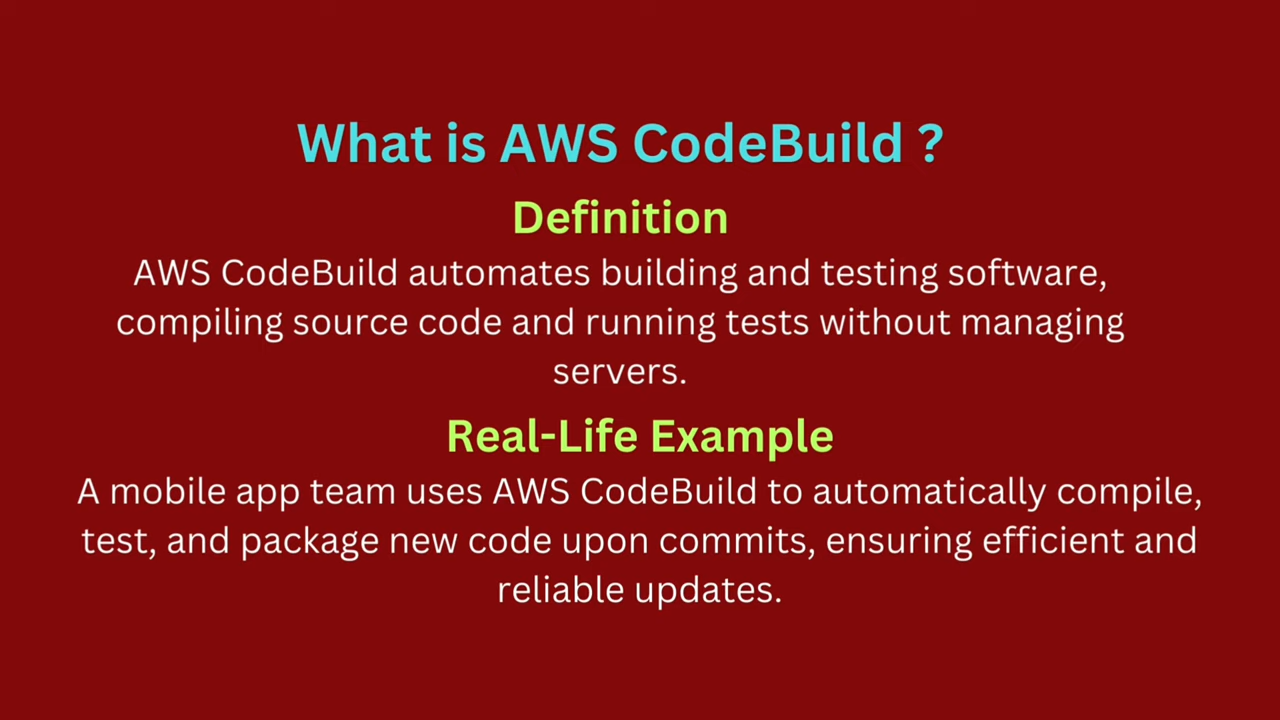 What is AWS CodeBuild ?
Definition
AWS CodeBuild automates building and testing software,
compiling source code and running tests without managing
servers.
Real-Life Example
A mobile app team uses AWS CodeBuild to automatically compile,
test, and package new code upon commits, ensuring efficient and
reliable updates.